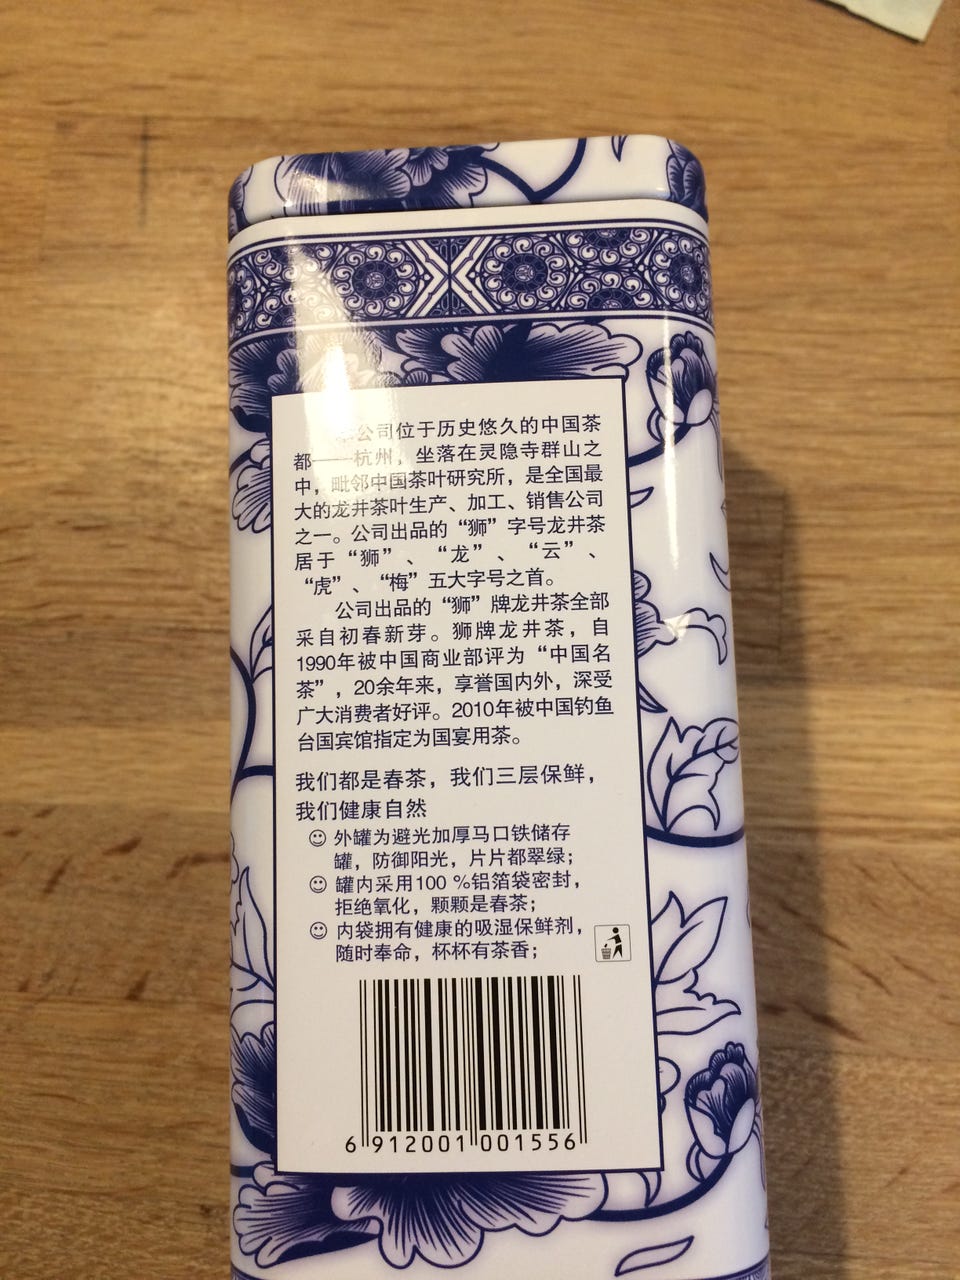 本公司位于历史悠久的中国茶
都——杭州，坐落在灵隐寺群山之
中，毗邻中国茶叶研究所，是全国最
大的龙井茶叶生产、加工、销售公司
之一。公司出品的“狮”字号龙井茶
居于“狮”、“龙”、“云”、
“虎”、“梅”五大字号之首。
公司出品的“狮”牌龙井茶全部
采自初春新芽。狮牌龙井茶，自
1990年被中国商业部评为“中国名
茶”，20余年来，享誉国内外，深受
广大消费者好评。2010年被中国钓鱼
台国宾馆指定为国宴用茶。
我们都是春茶，我们三层保鲜，
我们健康自然
外罐为避光加厚马口铁储存
罐，防御阳光，片片都翠绿；
罐内采用100 %铝箔袋密封，
拒绝氧化，颗颗是春茶；
内袋拥有健康的吸湿保鲜剂，
随时奉命，杯杯有茶香；
6 912001 001556